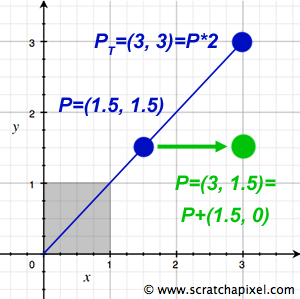 3
P_T=(3, 3)=P*2
2
P=(1.5, 1.5)
y
P=(3, 1.5)=
P+(1.5, 0)
1
0
1
2
3
x
© www.scratchapixel.com